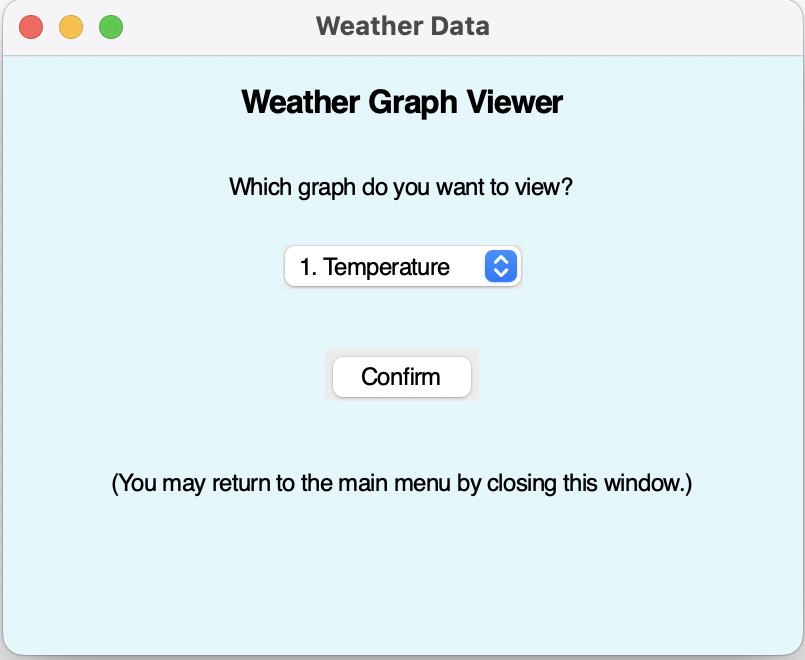 Weather Data
Weather Graph Viewer
Which graph do you want to view?
1. Temperature
Confirm
(You may return to the main menu by closing this window.)